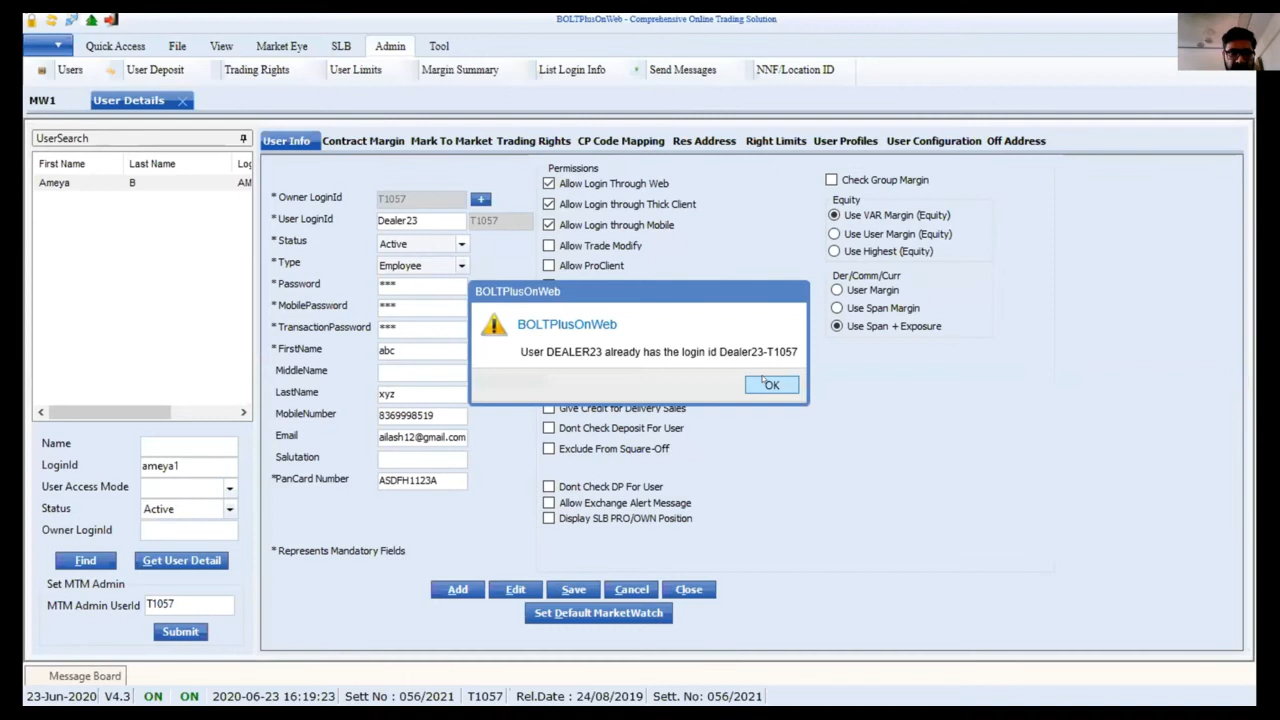 BOLTPlusOnWeb - Comprehensive Online Trading Solution
Quick Access File View Market Eye SLB Admin Tool
Users User Deposit Trading Rights User Limits Margin Summary List Login Info Send Messages NNF/Location ID
MW1 User Details
UserSearch
First Name Last Name
Ameya B AM
Name
LoginId ameya1
User Access Mode
Status Active
Owner LoginId
Find Get User Detail
Set MTM Admin
MTM Admin UserId T1057
Submit
User Info Contract Margin Mark To Market Trading Rights CP Code Mapping Res Address Right Limits User Profiles User Configuration Off Address
* Owner LoginId T1057 +
* User LoginId Dealer23 T1057
* Status Active
* Type Employee
* Password ***
* MobilePassword ***
* TransactionPassword ***
* FirstName abc
MiddleName
LastName xyz
MobileNumber 8369998519
Email ailash12@gmail.com
Salutation
*PanCard Number ASDFH1123A
* Represents Mandatory Fields
Permissions
Allow Login Through Web
Allow Login through Thick Client
Allow Login through Mobile
Allow Trade Modify
Allow ProClient
BOLTPlusOnWeb
BOLTPlusOnWeb
User DEALER23 already has the login id Dealer23-T1057
OK
Give Credit for Delivery Sales
Dont Check Deposit For User
Exclude From Square-Off
Dont Check DP For User
Allow Exchange Alert Message
Display SLB PRO/OWN Position
Check Group Margin
Equity
Use VAR Margin (Equity)
Use User Margin (Equity)
Use Highest (Equity)
Der/Comm/Curr
User Margin
Use Span Margin
Use Span + Exposure
Add Edit Save Cancel Close
Set Default MarketWatch
Message Board
23-Jun-2020 V4.3 ON ON 2020-06-23 16:19:23 Sett No : 056/2021 T1057 Rel.Date : 24/08/2019 Sett. No: 056/2021